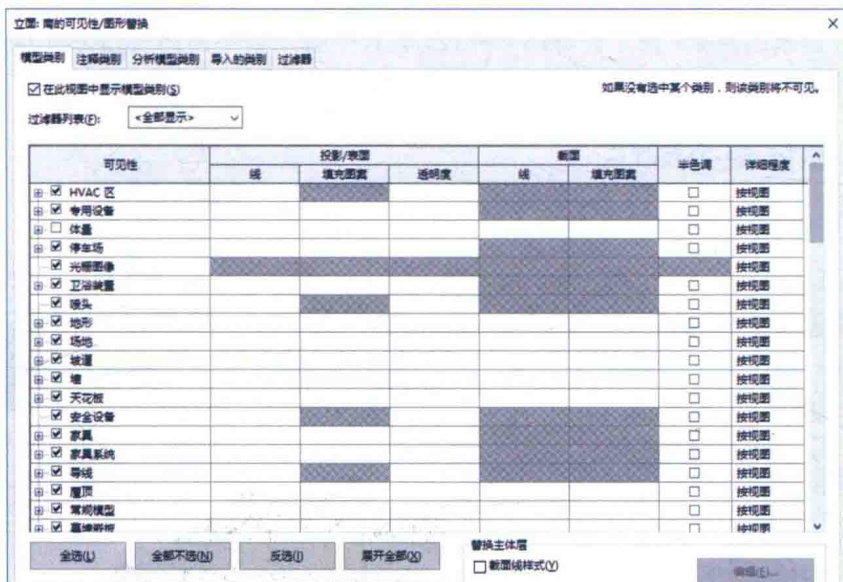 立面: 南的可见性/图形替换
模型类别 注释类别 分析模型类别 导入的类别 过滤器
在此视图中显示模型类别(S) 如果没有选中某个类别，则该类别将不可见。
过滤器列表(F): <全部显示>
可见性 投影/表面 截面 半色调 详细程度
线 填充图案 透明度 线 填充图案
HVAC 区 按视图
专用设备 按视图
体量 按视图
停车场 按视图
光栅图像 按视图
卫浴装置 按视图
喷头 按视图
地形 按视图
场地 按视图
坡道 按视图
墙 按视图
天花板 按视图
安全设备 按视图
家具 按视图
家具系统 按视图
导线 按视图
屋顶 按视图
常规模型 按视图
幕墙嵌板 按视图
替换主体层
全选(L) 全部不选(N) 反选(I) 展开全部(X) 截面线样式(Y) 编辑(E)...